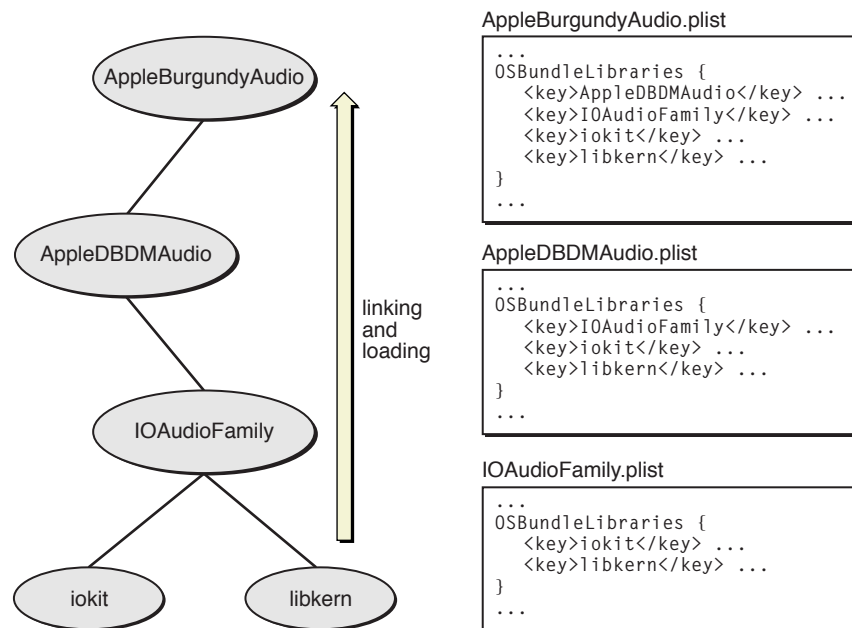 AppleBurgundyAudio
AppleDBDMAudio
IOAudioFamily
iokit
libkern
linking
and
loading
AppleBurgundyAudio.plist
...
OSBundleLibraries {
<key>AppleDBDMAudio</key> ...
<key>IOAudioFamily</key> ...
<key>iokit</key> ...
<key>libkern</key> ...
}
...
AppleDBDMAudio.plist
...
OSBundleLibraries {
<key>IOAudioFamily</key> ...
<key>iokit</key> ...
<key>libkern</key> ...
}
...
IOAudioFamily.plist
...
OSBundleLibraries {
<key>iokit</key> ...
<key>libkern</key> ...
}
...